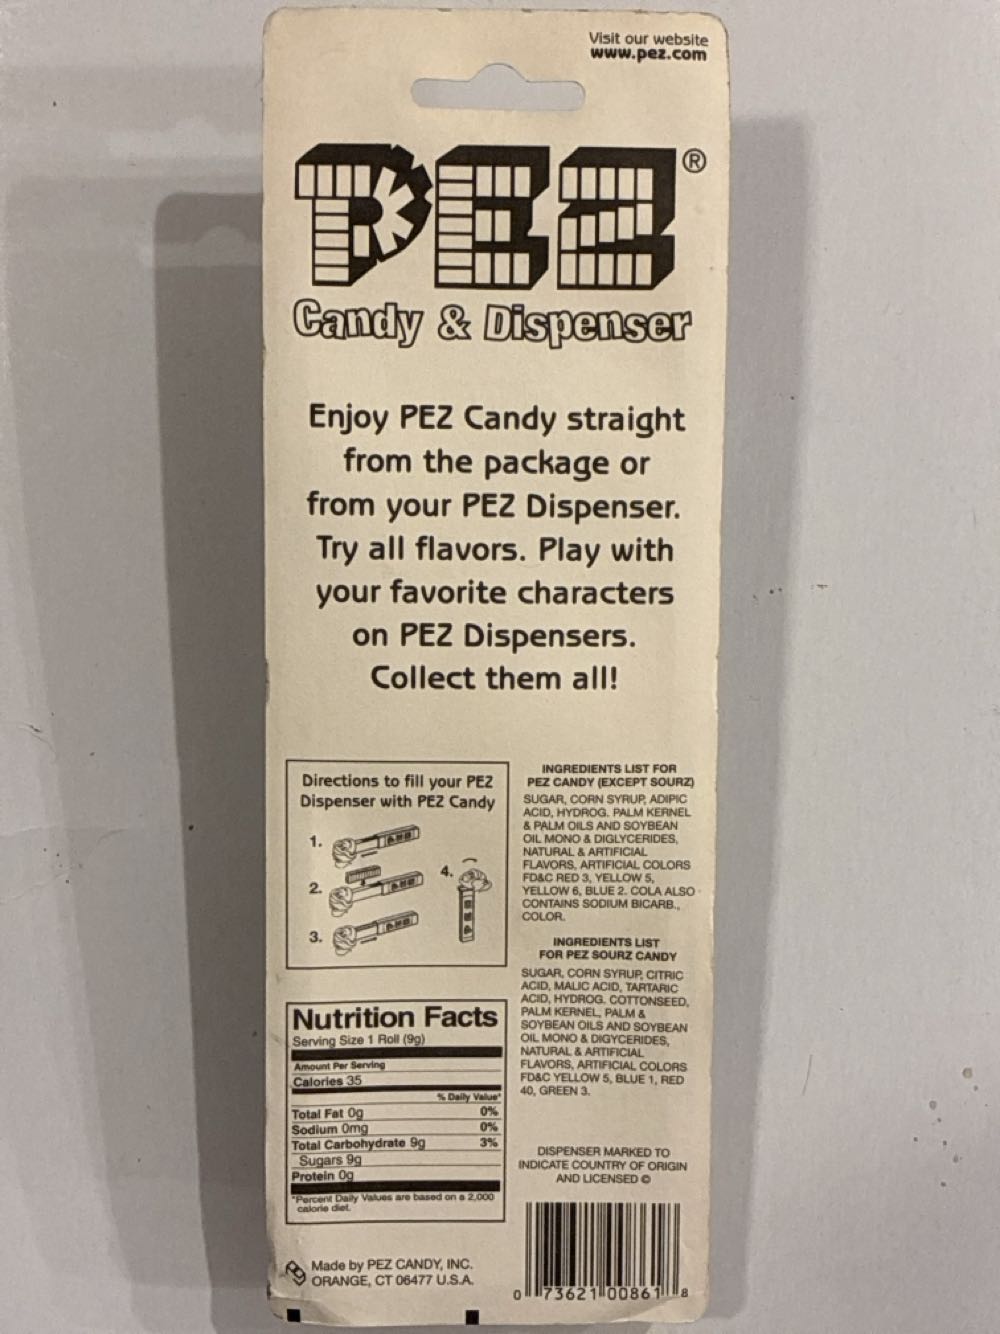 Visit our website
www.pez.com
PEZ®
Candy & Dispenser
Enjoy PEZ Candy straight
from the package or
from your PEZ Dispenser.
Try all flavors. Play with
your favorite characters
on PEZ Dispensers.
Collect them all!
Directions to fill your PEZ
Dispenser with PEZ Candy
1.
2.
3.
4.
INGREDIENTS LIST FOR
PEZ CANDY (EXCEPT SOURZ)
SUGAR, CORN SYRUP, ADIPIC
ACID, HYDROG. PALM KERNEL
& PALM OILS AND SOYBEAN
OIL MONO & DIGLYCERIDES,
NATURAL & ARTIFICIAL
FLAVORS, ARTIFICIAL COLORS
FD&C RED 3, YELLOW 5,
YELLOW 6, BLUE 2. COLA ALSO
CONTAINS SODIUM BICARB.,
COLOR.
INGREDIENTS LIST
FOR PEZ SOURZ CANDY
SUGAR, CORN SYRUP, CITRIC
ACID, MALIC ACID, TARTARIC
ACID, HYDROG. COTTONSEED,
PALM KERNEL, PALM &
SOYBEAN OILS AND SOYBEAN
OIL MONO & DIGYCERIDES,
NATURAL & ARTIFICIAL
FLAVORS, ARTIFICIAL COLORS
FD&C YELLOW 5, BLUE 1, RED
40, GREEN 3.
Nutrition Facts
Serving Size 1 Roll (9g)
Amount Per Serving
Calories 35
% Daily Value*
Total Fat 0g 0%
Sodium 0mg 0%
Total Carbohydrate 9g 3%
Sugars 9g
Protein 0g
*Percent Daily Values are based on a 2,000
calorie diet.
DISPENSER MARKED TO
INDICATE COUNTRY OF ORIGIN
AND LICENSED ©
Made by PEZ CANDY, INC.
ORANGE, CT 06477 U.S.A.
0 73621 00861 8